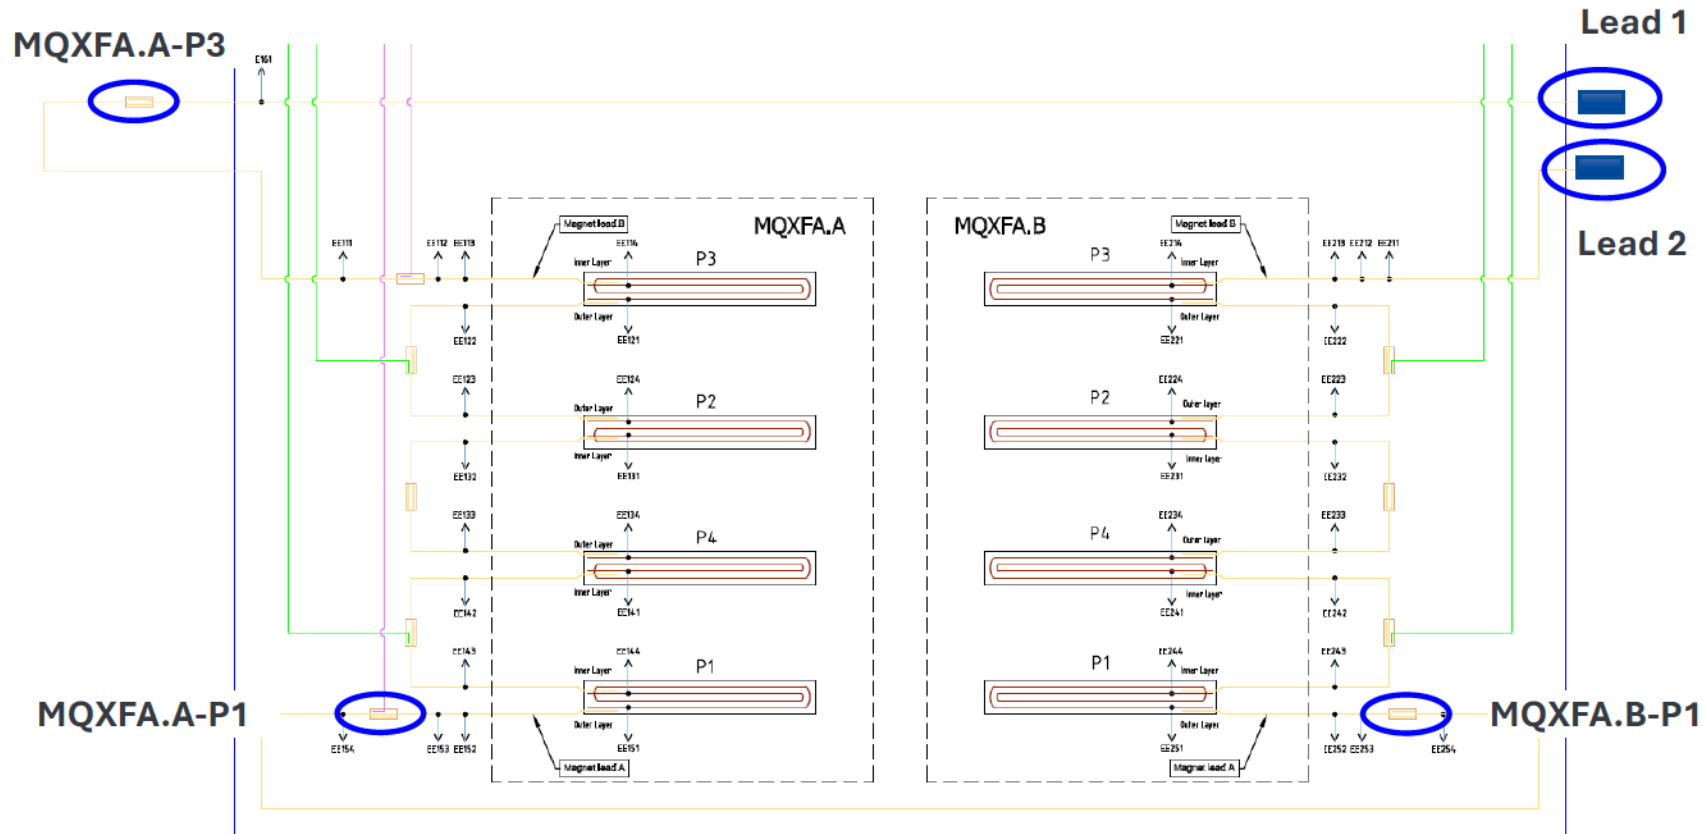 Lead 1
MQXFA.A-P3
E161
Lead 2
Magnet lead B
MQXFA.A
MQXFA.B
Magnet lead B
EE111
EE112
EE113
EE114
P3
P3
EE214
EE213
EE212
EE211
Inner Layer
Inner Layer
Outer Layer
Outer Layer
EE122
EE121
EE221
EE222
EE123
EE124
EE224
EE223
P2
P2
Outer Layer
Outer Layer
Inner Layer
Inner Layer
EE132
EE131
EE231
EE232
EE133
EE134
EE234
EE233
P4
P4
Outer Layer
Outer Layer
Inner Layer
Inner Layer
EE142
EE141
EE241
EE242
EE143
EE144
EE244
EE243
P1
P1
Inner Layer
Inner Layer
MQXFA.A-P1
MQXFA.B-P1
Outer Layer
Outer Layer
EE154
EE153
EE152
EE151
EE251
EE252
EE253
EE254
Magnet lead A
Magnet lead A